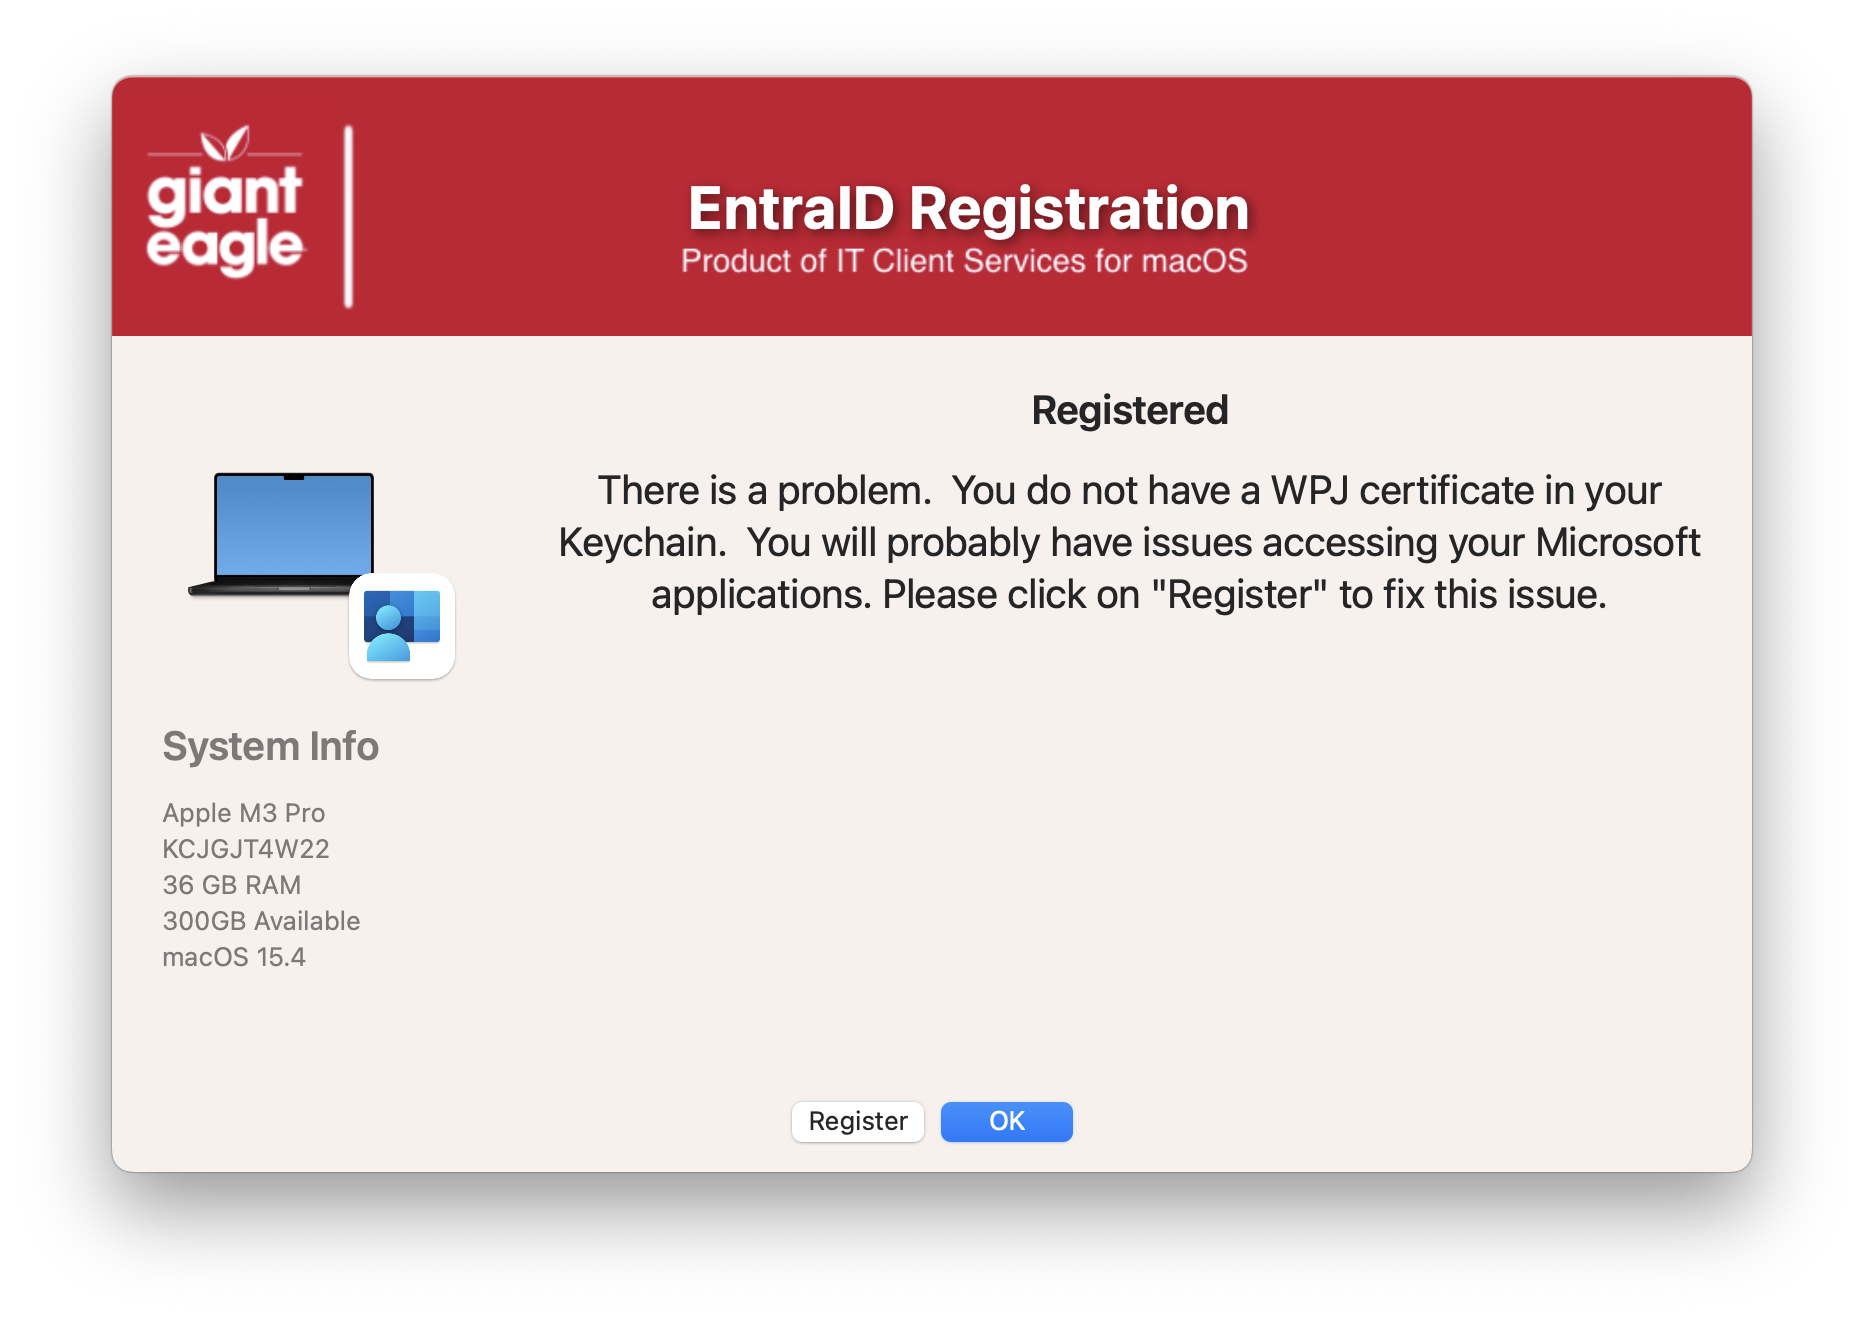 giant
eagle
EntraID Registration
Product of IT Client Services for macOS
Registered
There is a problem.  You do not have a WPJ certificate in your
Keychain.  You will probably have issues accessing your Microsoft
applications. Please click on "Register" to fix this issue.
System Info
Apple M3 Pro
KCJGJT4W22
36 GB RAM
300GB Available
macOS 15.4
Register
OK